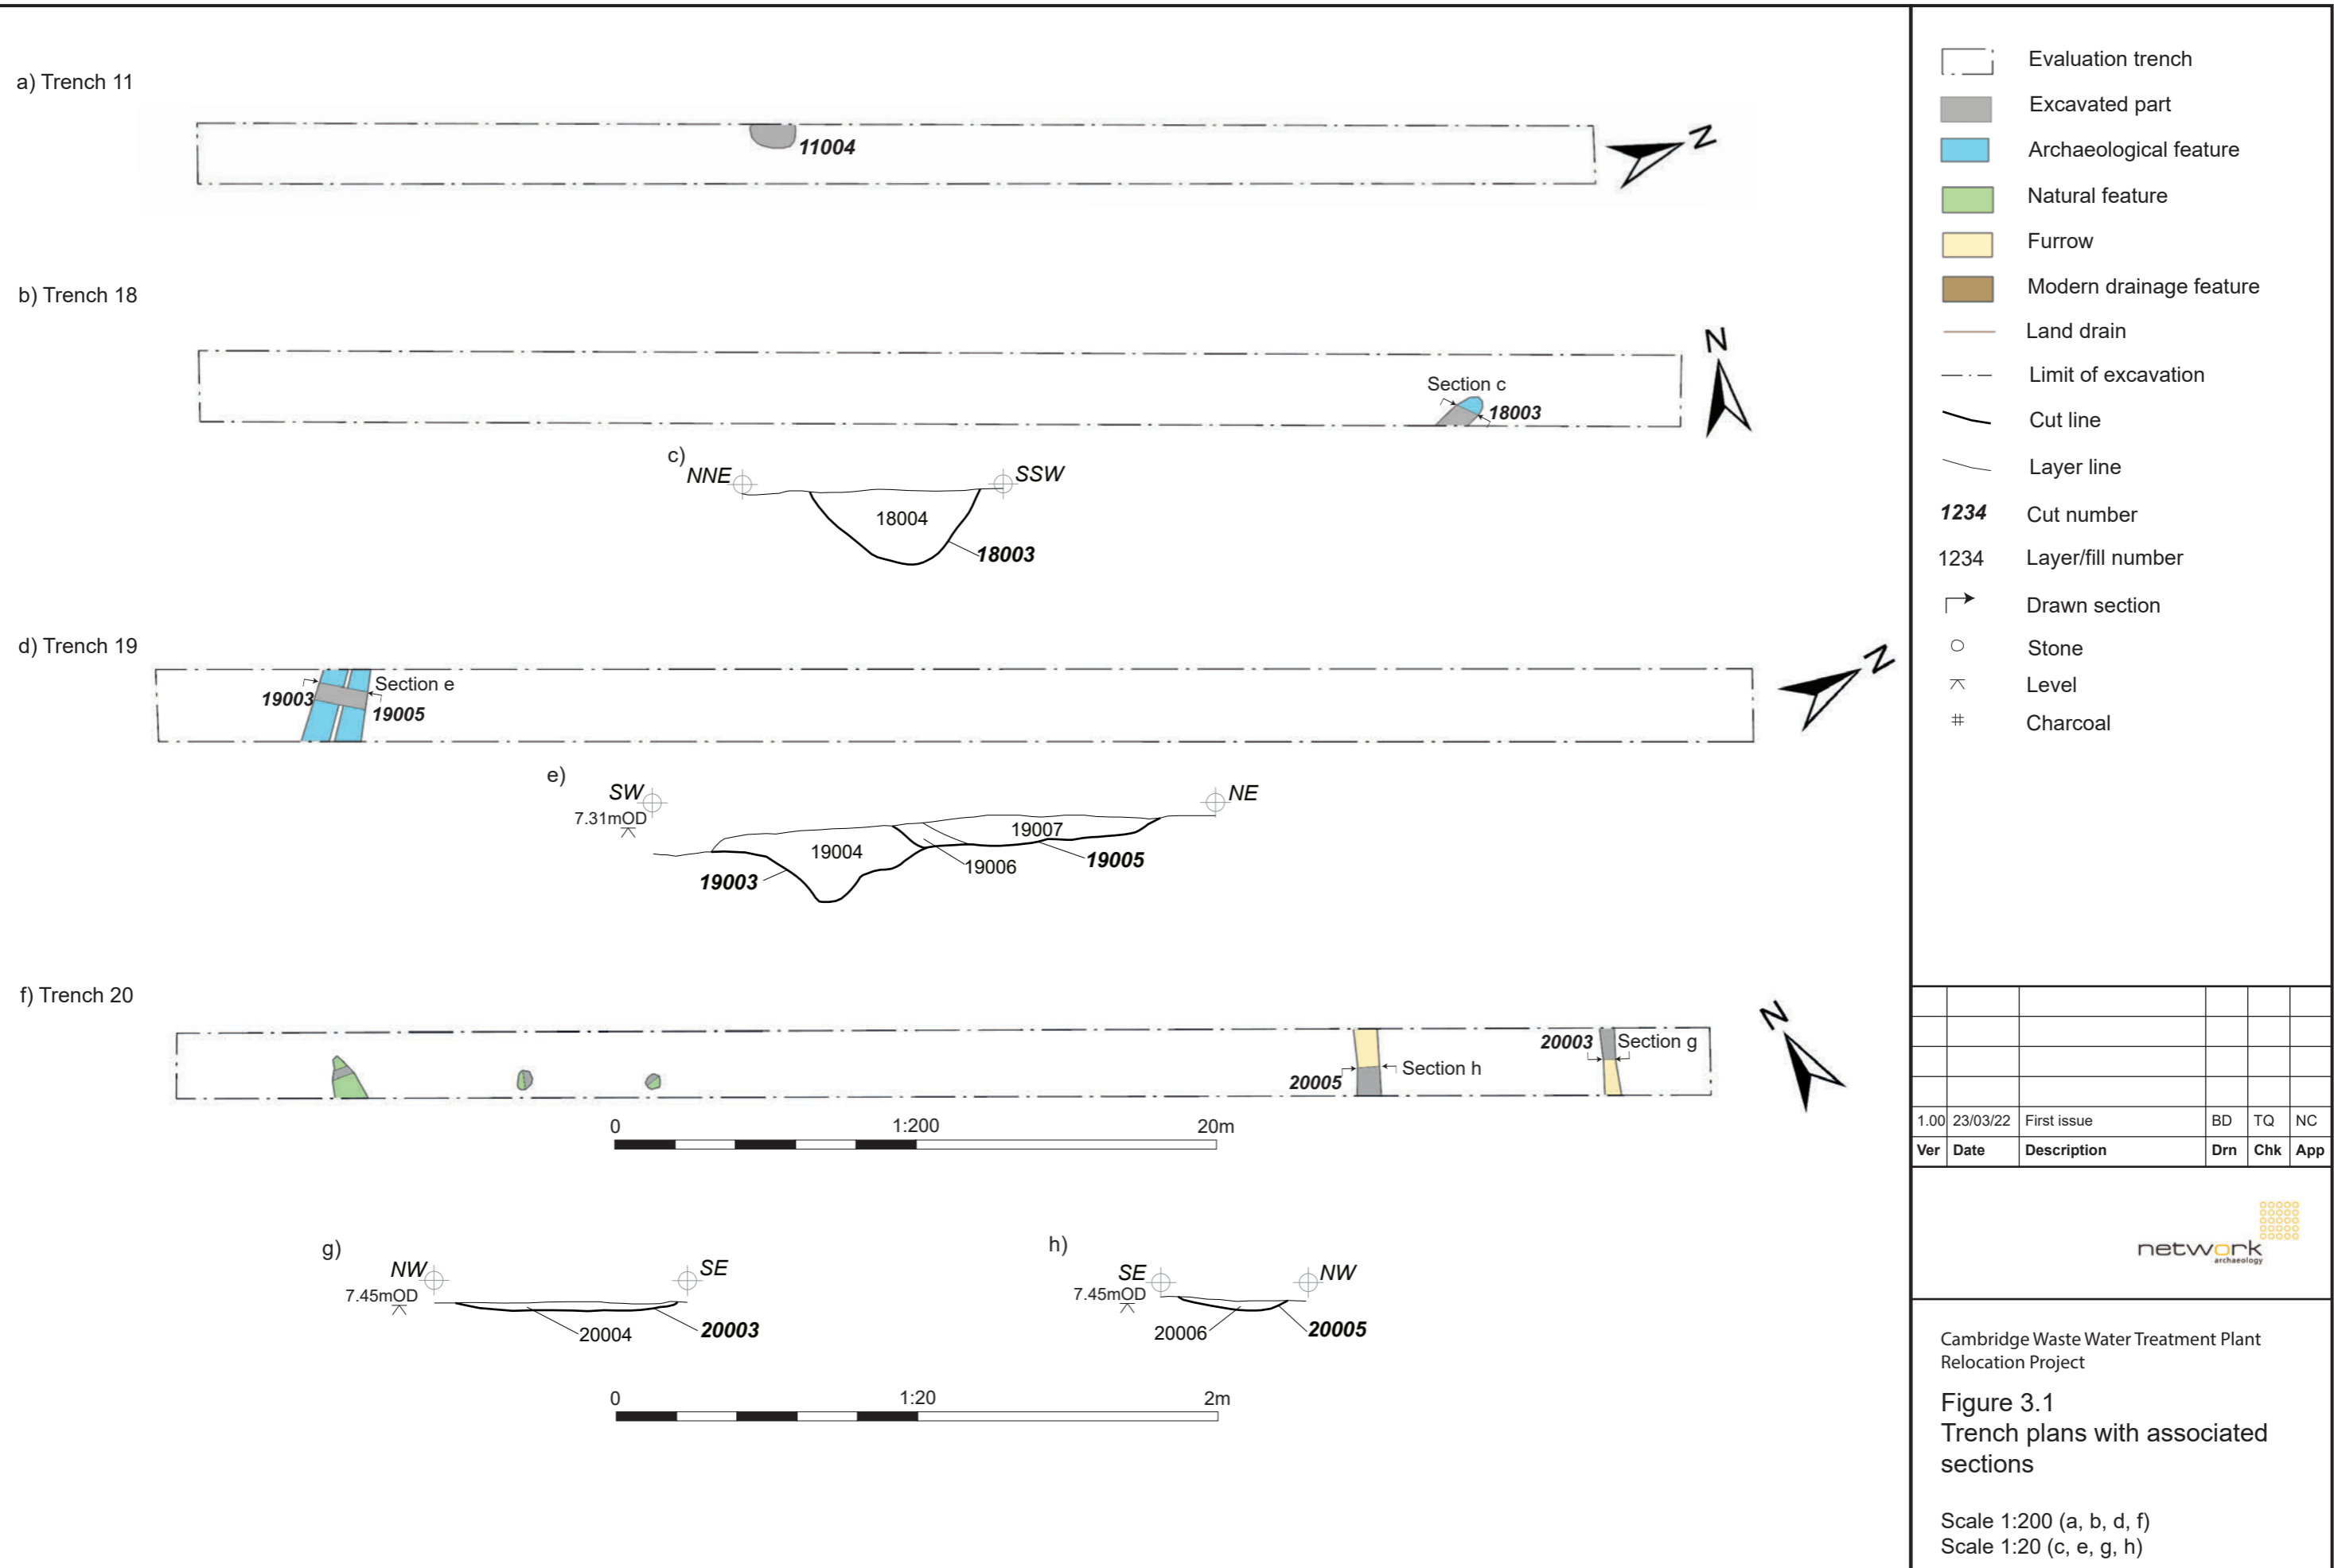 a) Trench 11
11004
N
b) Trench 18
N
Section c
18003
c)
NNE
SSW
18004
18003
d) Trench 19
N
Section e
19003
19005
e)
SW
NE
7.31mOD
19007
19004
19006
19005
19003
f) Trench 20
N
20003
Section g
Section h
20005
0
1:200
20m
g)
NW
SE
7.45mOD
20004
20003
h)
SE
NW
7.45mOD
20006
20005
0
1:20
2m
Evaluation trench
Excavated part
Archaeological feature
Natural feature
Furrow
Modern drainage feature
Land drain
Limit of excavation
Cut line
Layer line
1234 Cut number
1234 Layer/fill number
Drawn section
Stone
Level
Charcoal
1.00 23/03/22 First issue BD TQ NC
Ver Date Description Drn Chk App
network
archaeology
Cambridge Waste Water Treatment Plant
Relocation Project
Figure 3.1
Trench plans with associated
sections
Scale 1:200 (a, b, d, f)
Scale 1:20 (c, e, g, h)